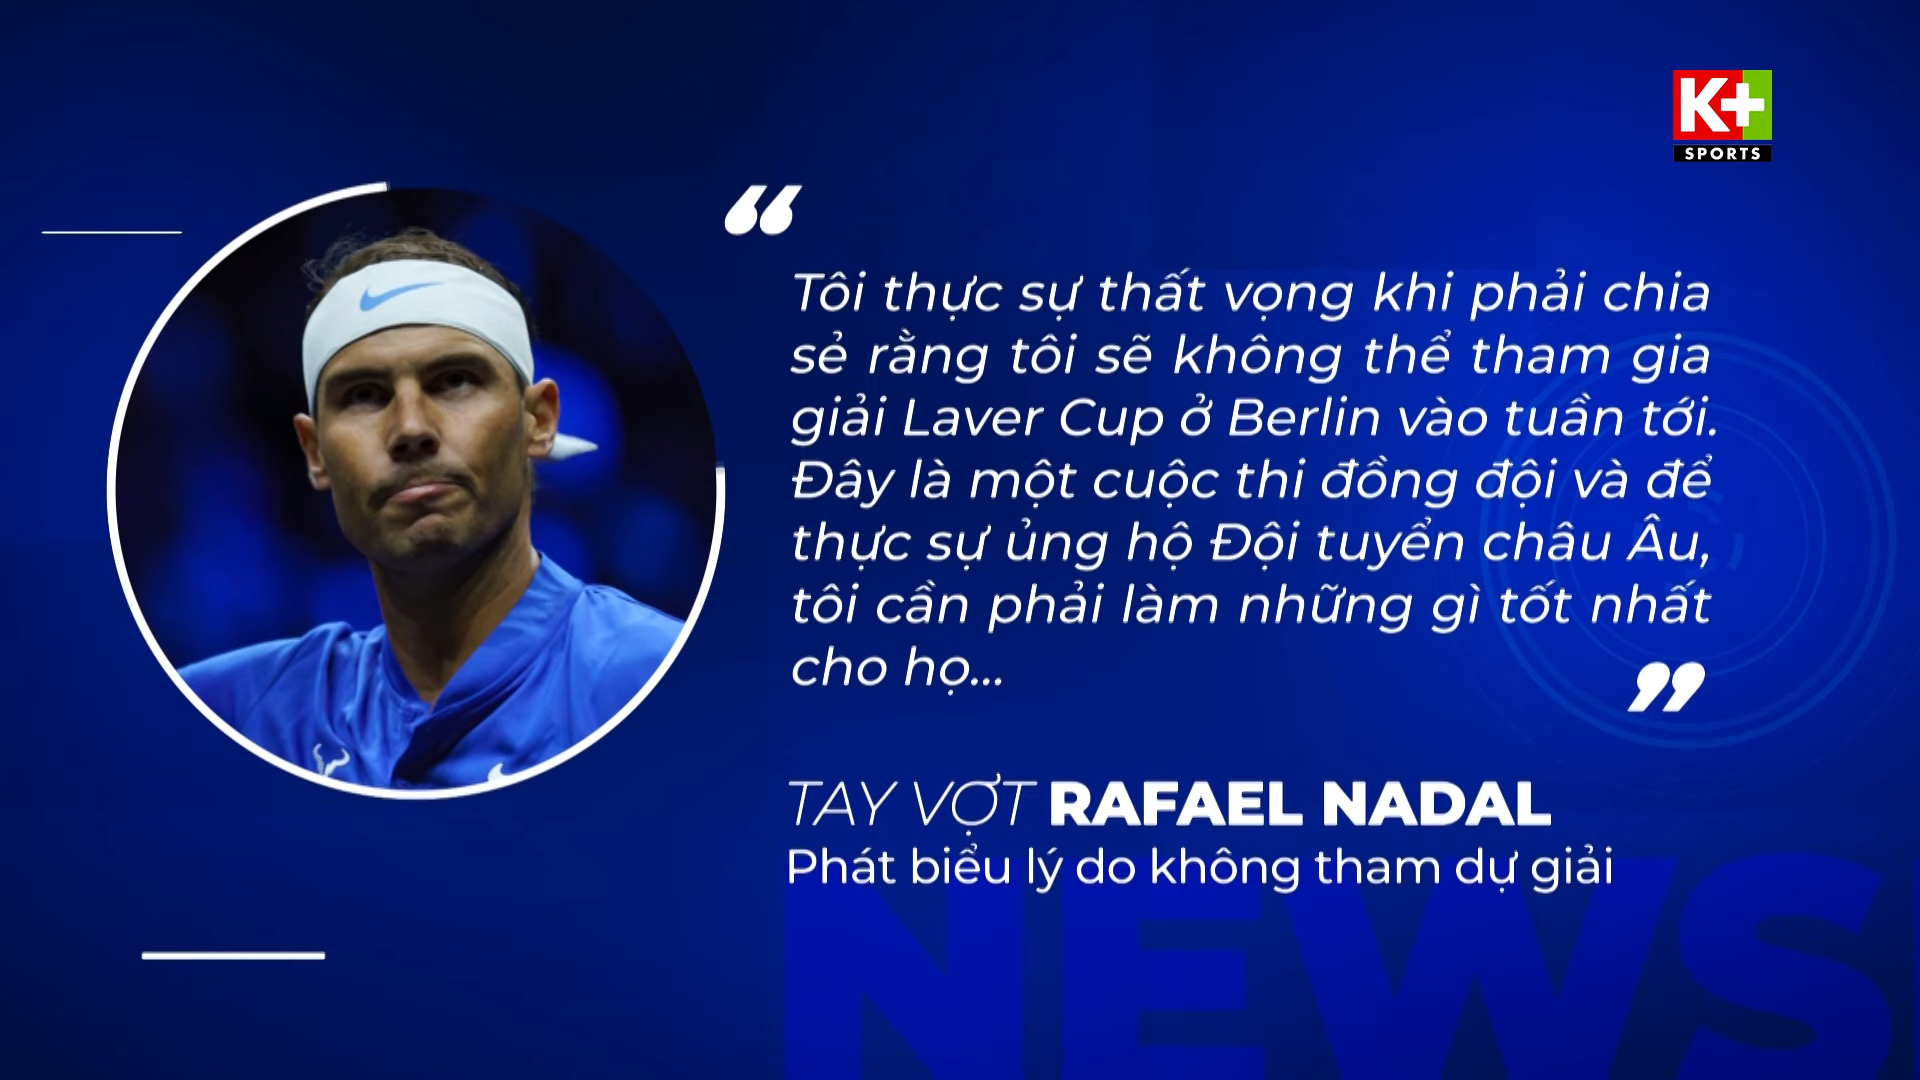 K+
SPORTS
“
Tôi thực sự thất vọng khi phải chia
sẻ rằng tôi sẽ không thể tham gia
giải Laver Cup ở Berlin vào tuần tới.
Đây là một cuộc thi đồng đội và để
thực sự ủng hộ Đội tuyển châu Âu,
tôi cần phải làm những gì tốt nhất
cho họ...
”
TAY VỢT RAFAEL NADAL
Phát biểu lý do không tham dự giải
NEWS